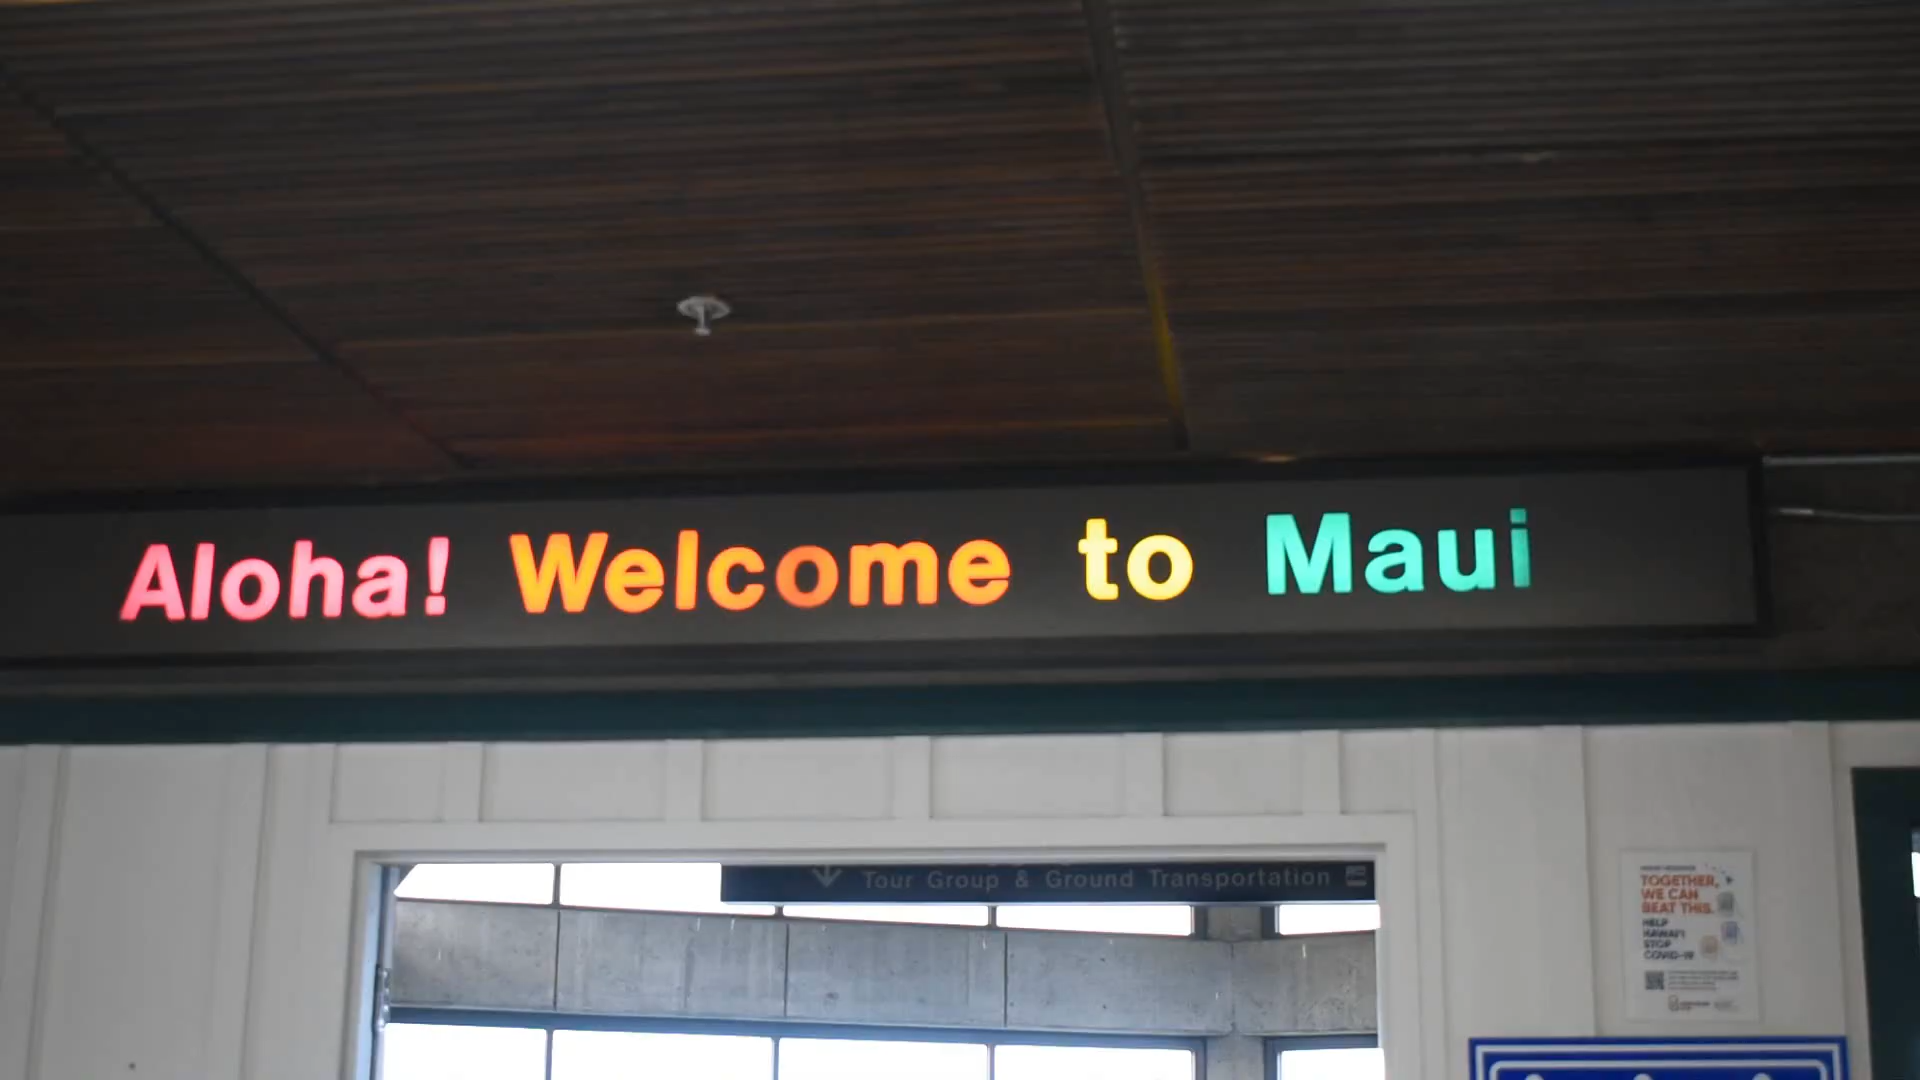 Aloha! Welcome to Maui
Tour Group & Ground Transportation
TOGETHER,
WE CAN
BEAT THIS.
HELP
HAWAI'I
STOP
COVID-19